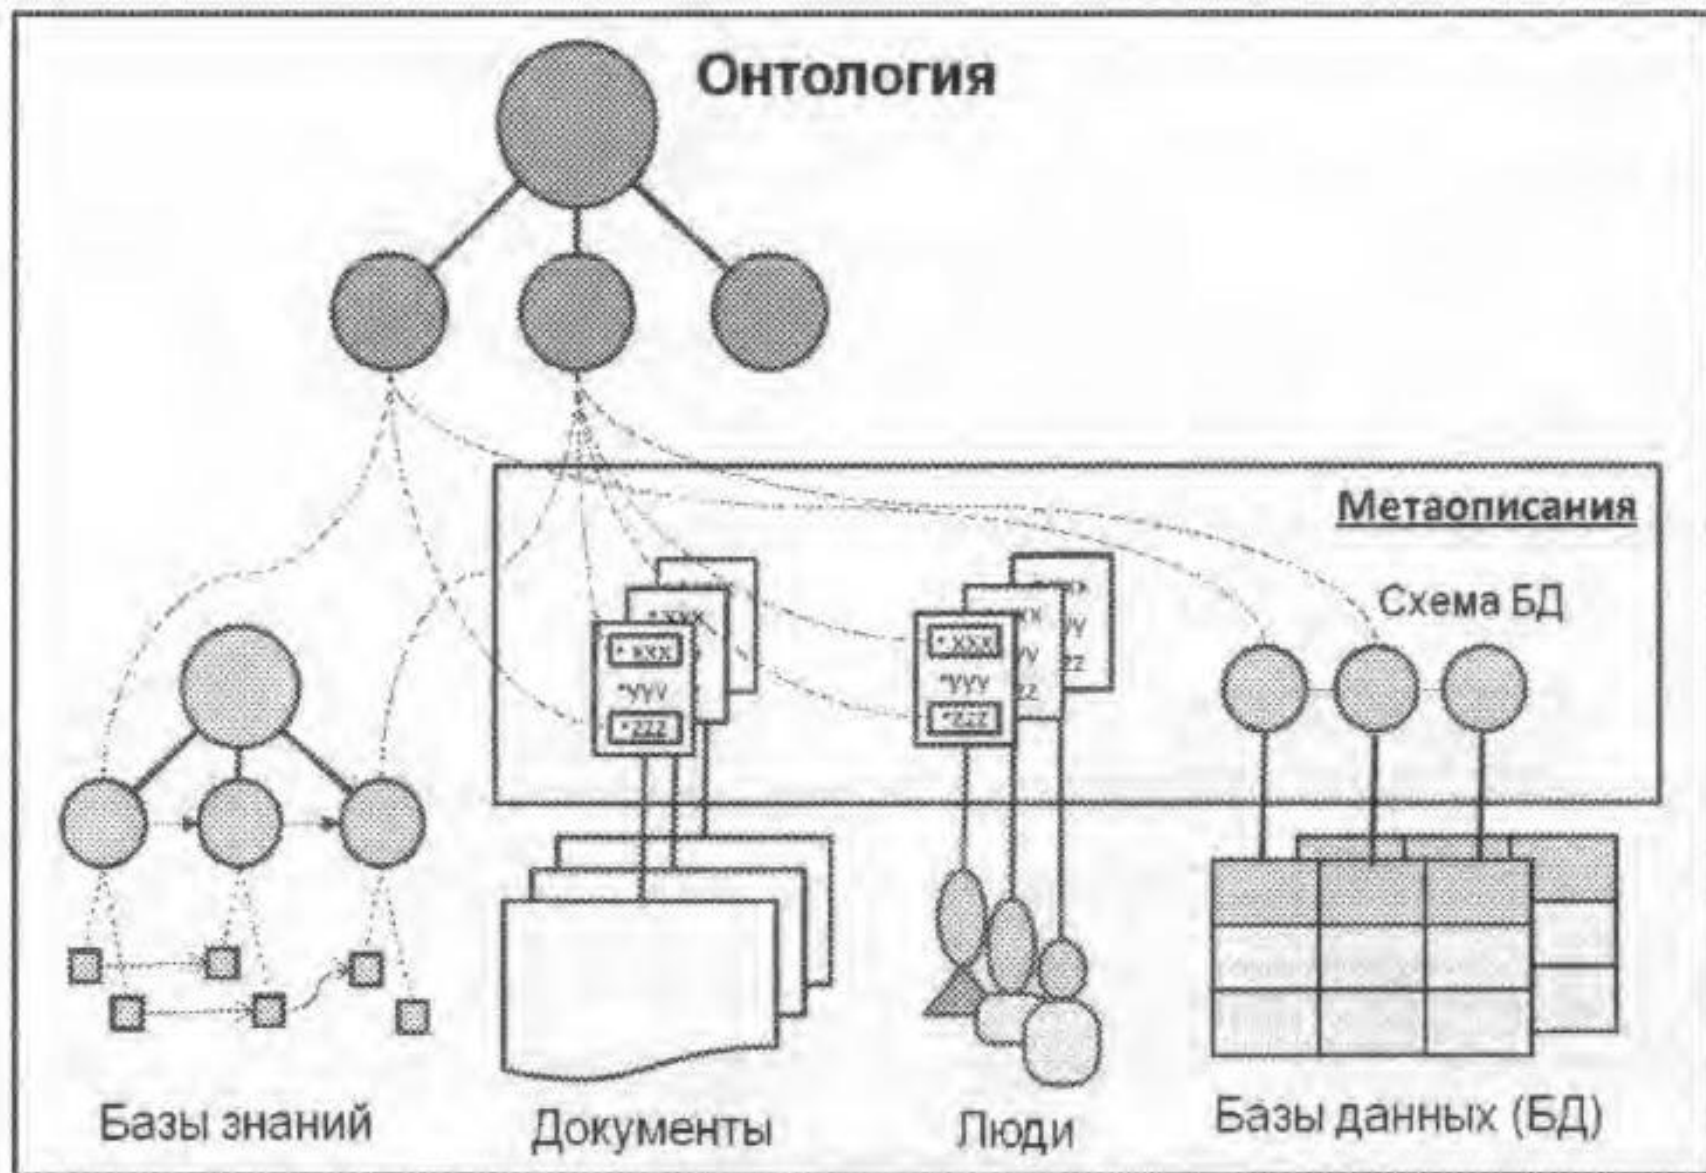 Онтология
Метаописания
Схема БД
* XXX
*YYY
*ZZZ
* XXX
*YYY
*ZZZ
Базы знаний
Документы
Люди
Базы данных (БД)